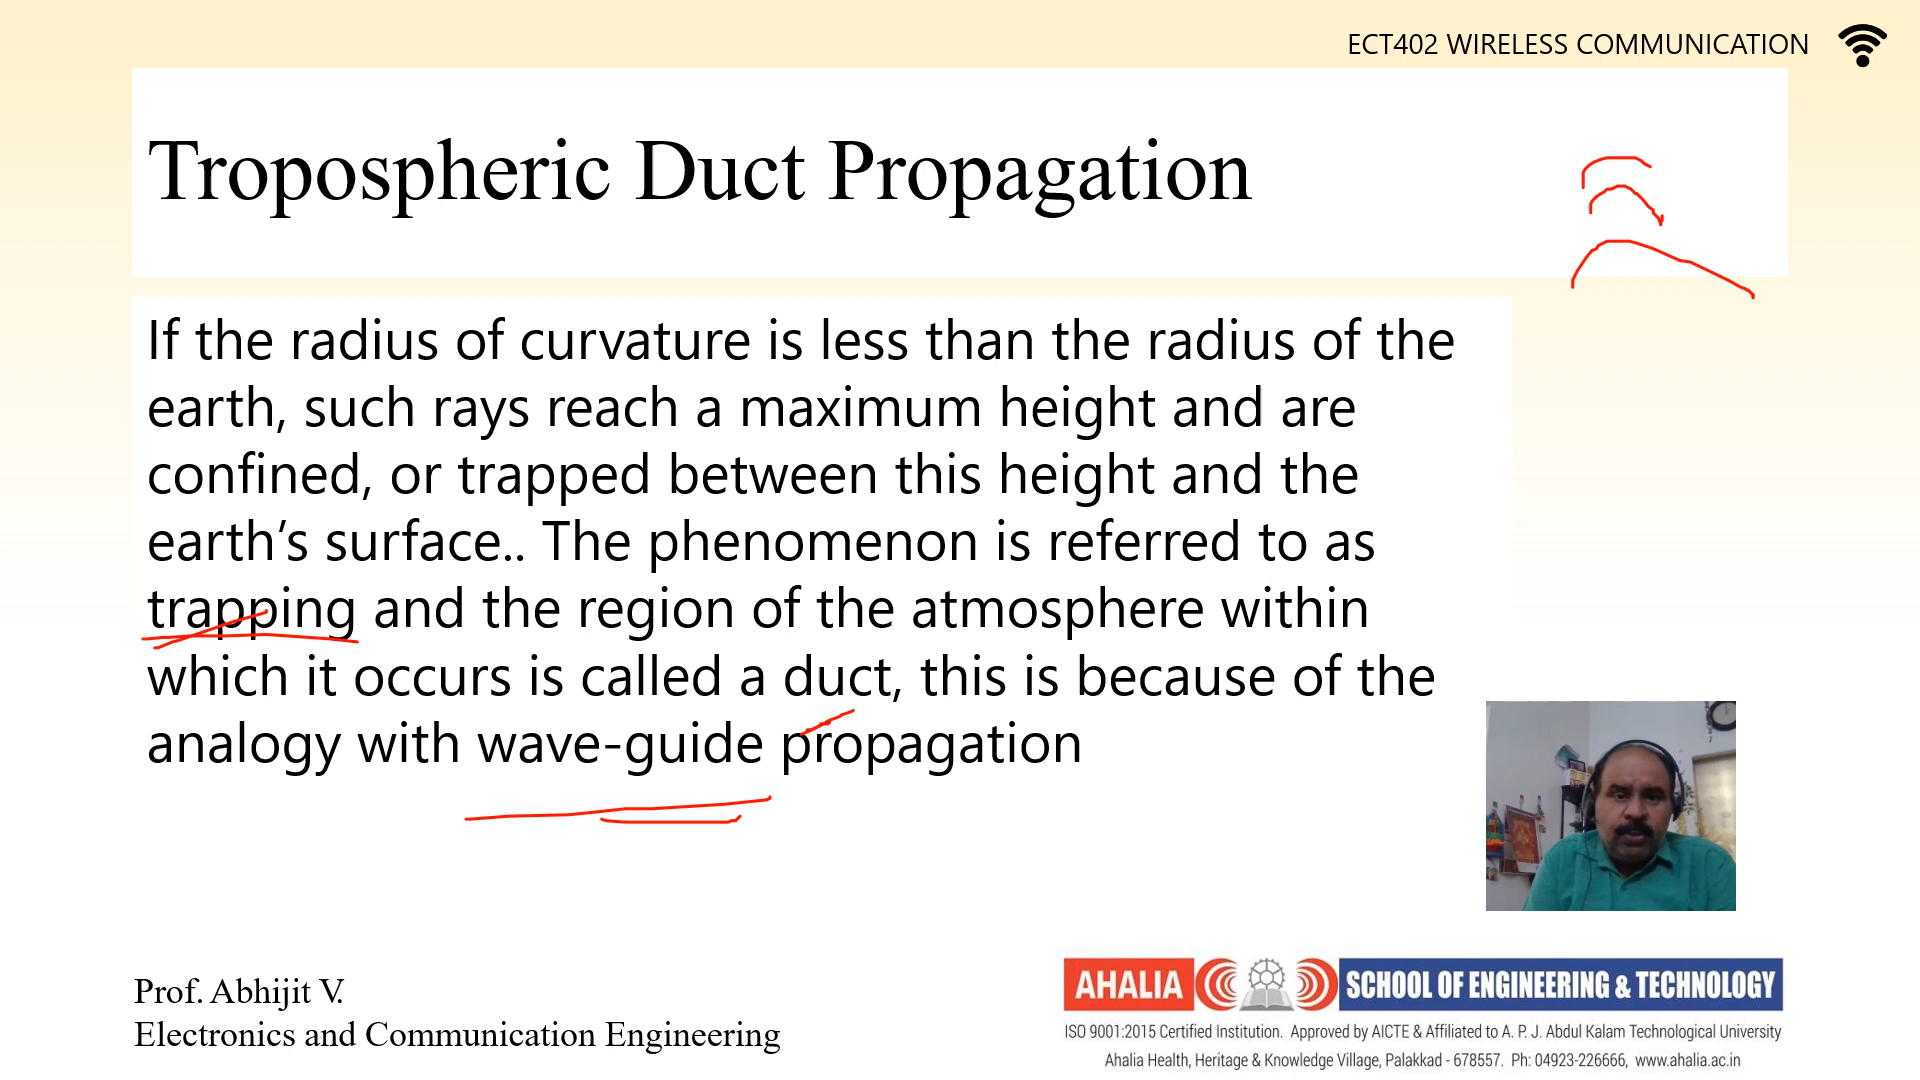 ECT402 WIRELESS COMMUNICATION
Tropospheric Duct Propagation
If the radius of curvature is less than the radius of the
earth, such rays reach a maximum height and are
confined, or trapped between this height and the
earth’s surface.. The phenomenon is referred to as
trapping and the region of the atmosphere within
which it occurs is called a duct, this is because of the
analogy with wave-guide propagation
Prof. Abhijit V.
Electronics and Communication Engineering
AHALIA SCHOOL OF ENGINEERING & TECHNOLOGY
ISO 9001:2015 Certified Institution. Approved by AICTE & Affiliated to A. P. J. Abdul Kalam Technological University
Ahalia Health, Heritage & Knowledge Village, Palakkad - 678557. Ph: 04923-226666, www.ahalia.ac.in